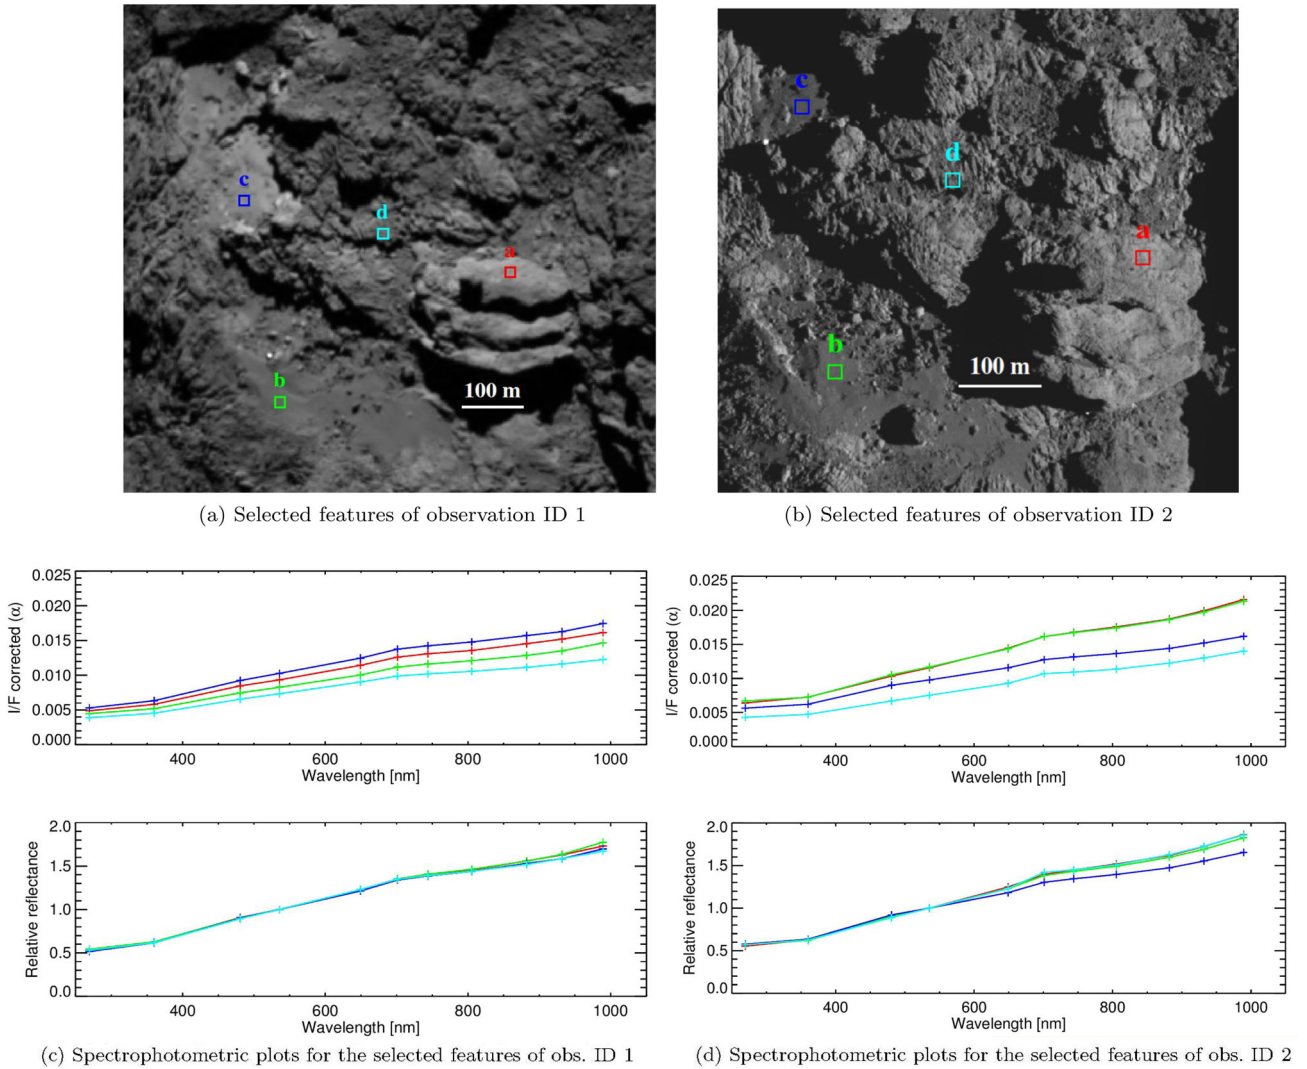 c
d
a
b
100 m
c
d
a
b
100 m
(a) Selected features of observation ID 1
(b) Selected features of observation ID 2
0.025
0.020
0.015
0.010
0.005
0.000
I/F corrected (α)
400
600
800
1000
Wavelength [nm]
0.025
0.020
0.015
0.010
0.005
0.000
I/F corrected (α)
400
600
800
1000
Wavelength [nm]
2.0
1.5
1.0
0.5
0.0
Relative reflectance
400
600
800
1000
Wavelength [nm]
2.0
1.5
1.0
0.5
0.0
Relative reflectance
400
600
800
1000
Wavelength [nm]
(c) Spectrophotometric plots for the selected features of obs. ID 1
(d) Spectrophotometric plots for the selected features of obs. ID 2